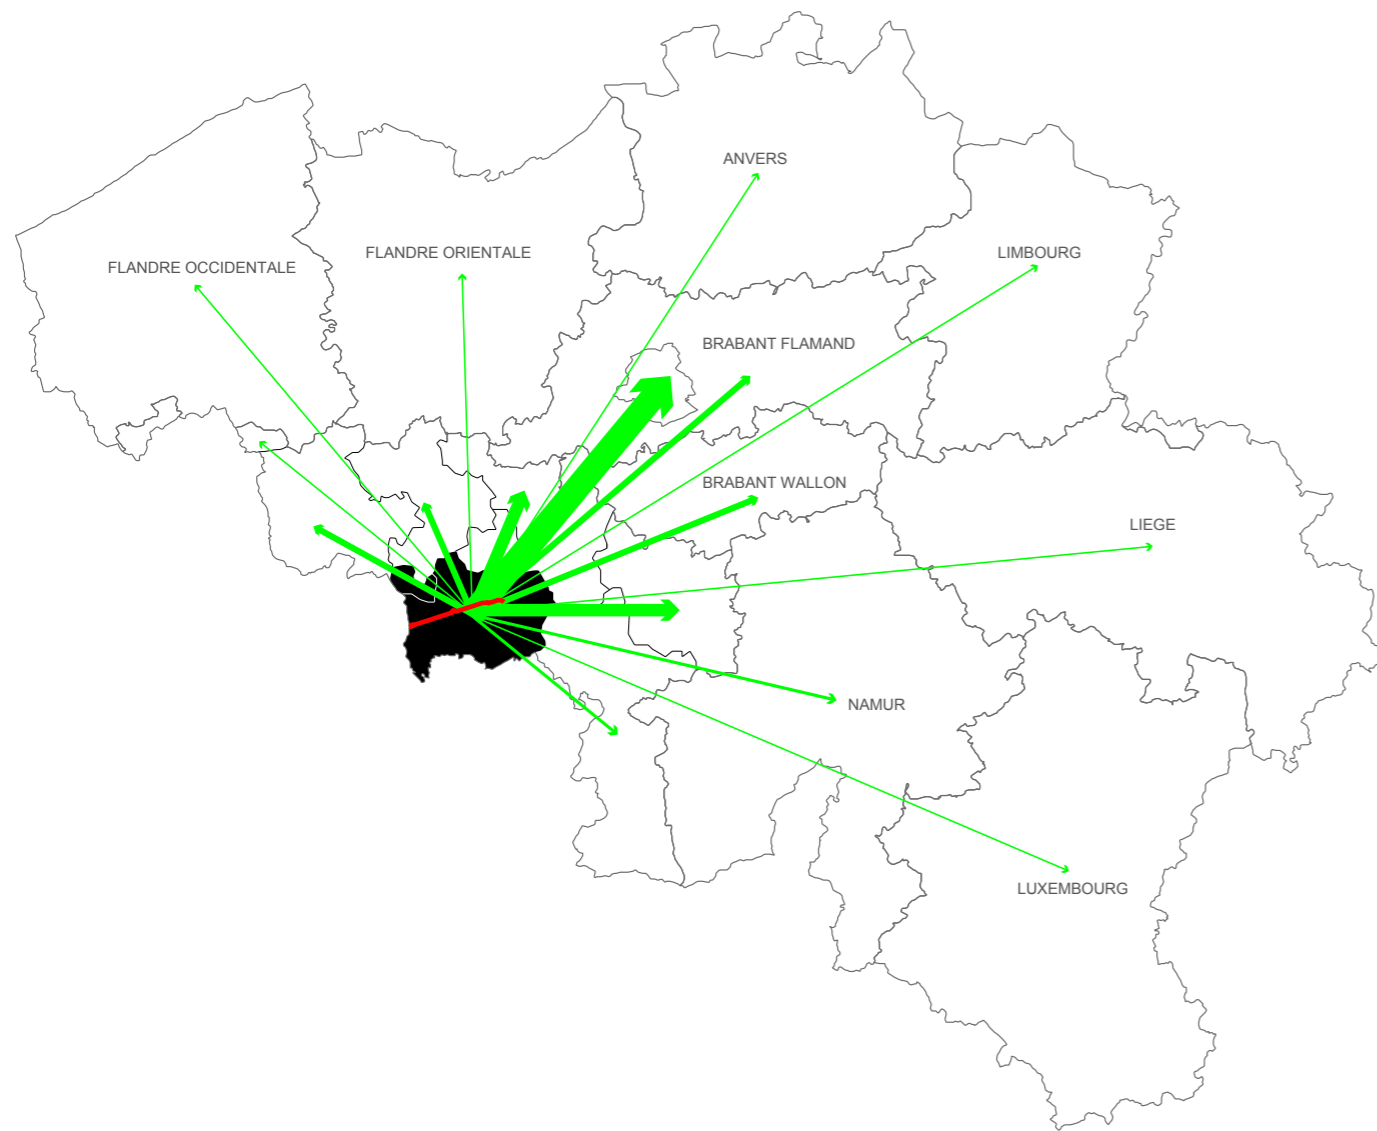 ANVERS
FLANDRE ORIENTALE
LIMBOURG
FLANDRE OCCIDENTALE
BRABANT FLAMAND
BRABANT WALLON
LIEGE
NAMUR
LUXEMBOURG